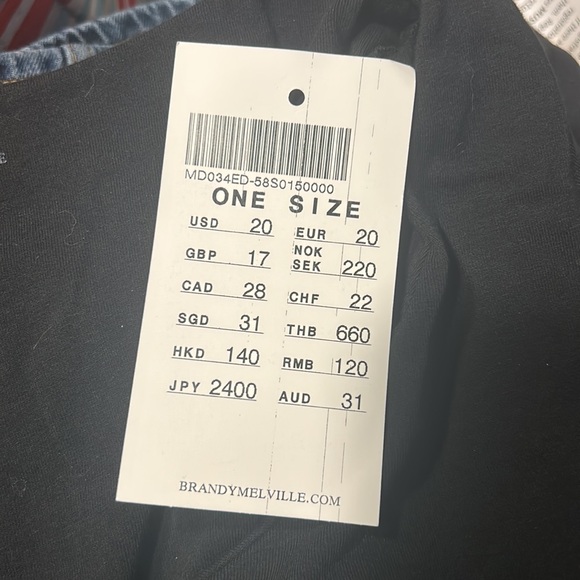 MD034ED-58S0150000
ONE SIZE
USD 20 EUR 20
GBP 17 NOK SEK 220
CAD 28 CHF 22
SGD 31 THB 660
HKD 140 RMB 120
JPY 2400 AUD 31
BRANDYMELVILLE.COM